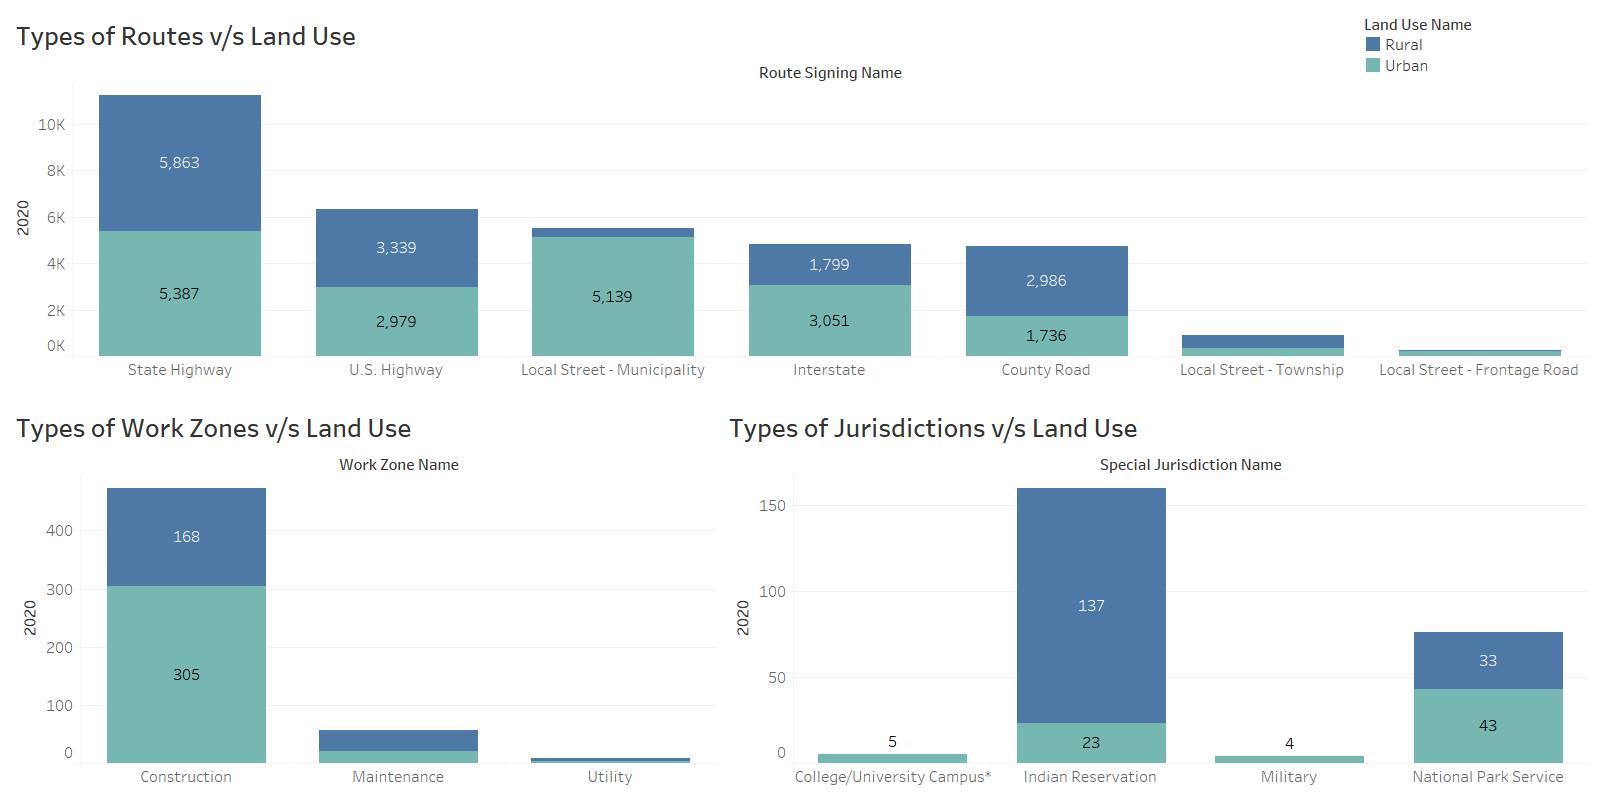 Types of Routes v/s Land Use
Land Use Name
Rural
Urban
Route Signing Name
2020
10K
8K
6K
4K
2K
0K
5,863
5,387
3,339
2,979
5,139
1,799
3,051
2,986
1,736
State Highway
U.S. Highway
Local Street - Municipality
Interstate
County Road
Local Street - Township
Local Street - Frontage Road
Types of Work Zones v/s Land Use
Work Zone Name
2020
400
300
200
100
0
168
305
Construction
Maintenance
Utility
Types of Jurisdictions v/s Land Use
Special Jurisdiction Name
2020
150
100
50
0
5
137
23
4
33
43
College/University Campus*
Indian Reservation
Military
National Park Service